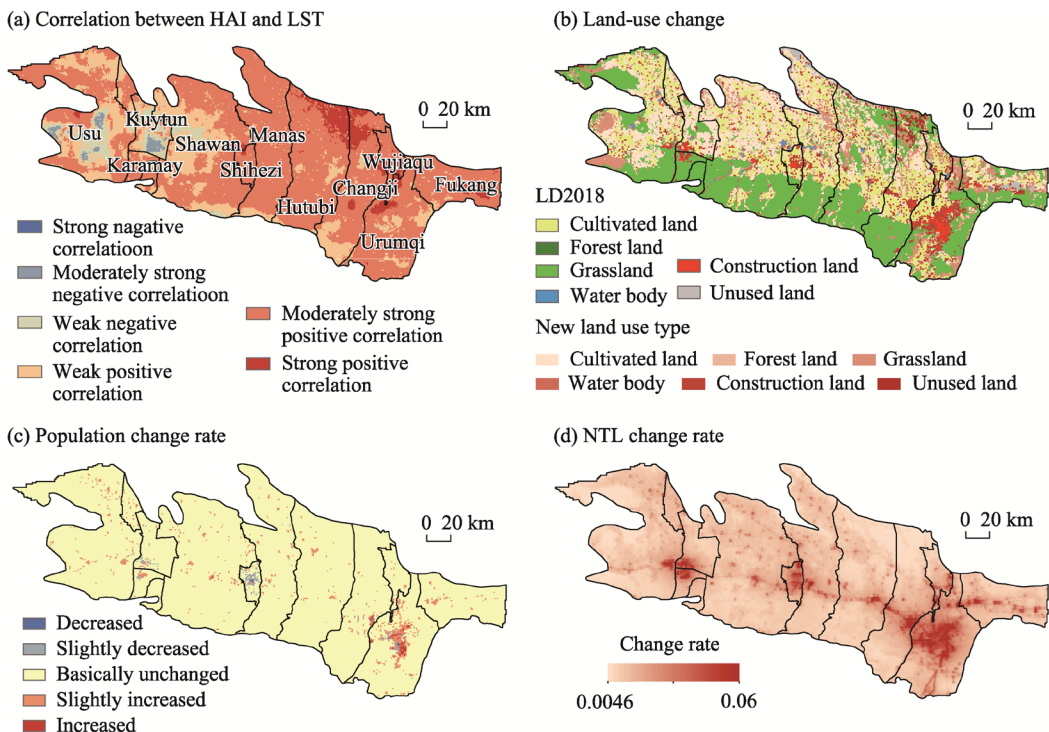 (a) Correlation between HAI and LST
0 20 km
Usu
Kuytun
Karamay
Shawan
Manas
Shihezi
Hutubi
Wujiaqu
Changji
Fukang
Urumqi
Strong nagative
correlatioon
Moderately strong
negative correlatioon
Weak negative
correlation
Weak positive
correlation
Moderately strong
positive correlation
Strong positive
correlation
(b) Land-use change
0 20 km
LD2018
Cultivated land
Forest land
Grassland
Water body
Construction land
Unused land
New land use type
Cultivated land
Forest land
Grassland
Water body
Construction land
Unused land
(c) Population change rate
0 20 km
Decreased
Slightly decreased
Basically unchanged
Slightly increased
Increased
(d) NTL change rate
0 20 km
Change rate
0.0046
0.06